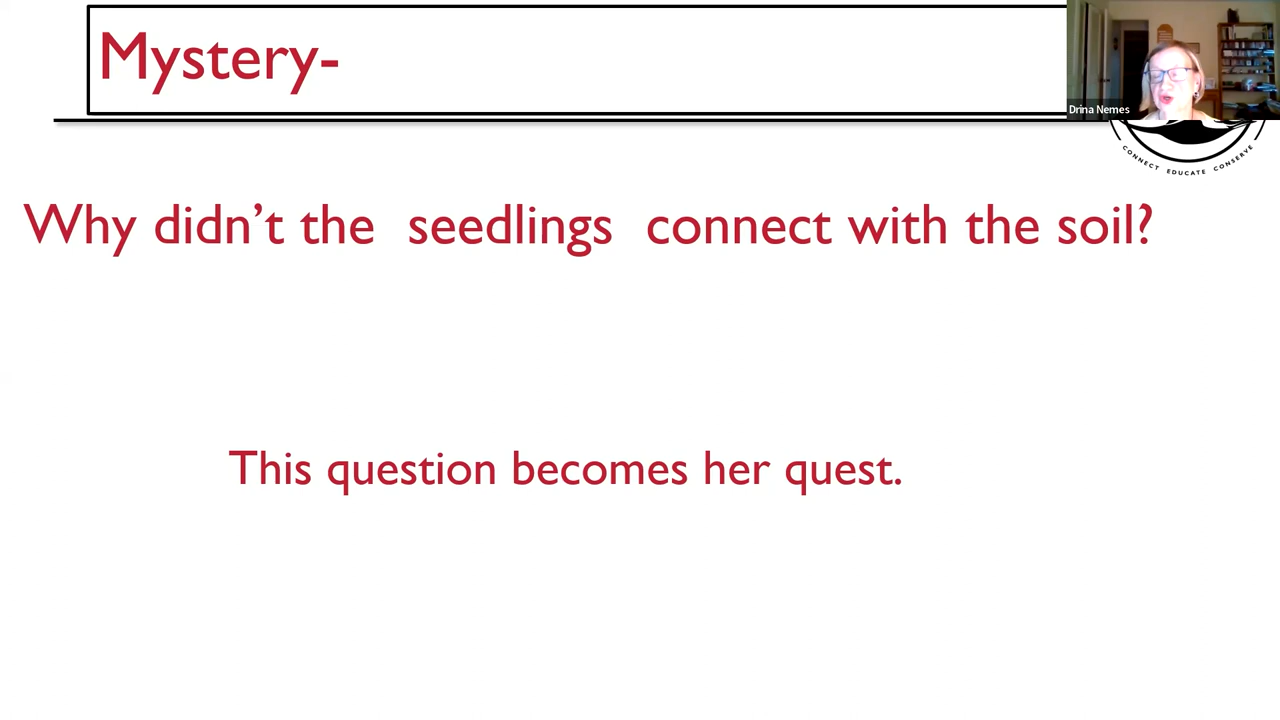 Mystery-
Drina Nemes
CONNECT EDUCATE CONSERVE
Why didn’t the seedlings connect with the soil?
This question becomes her quest.